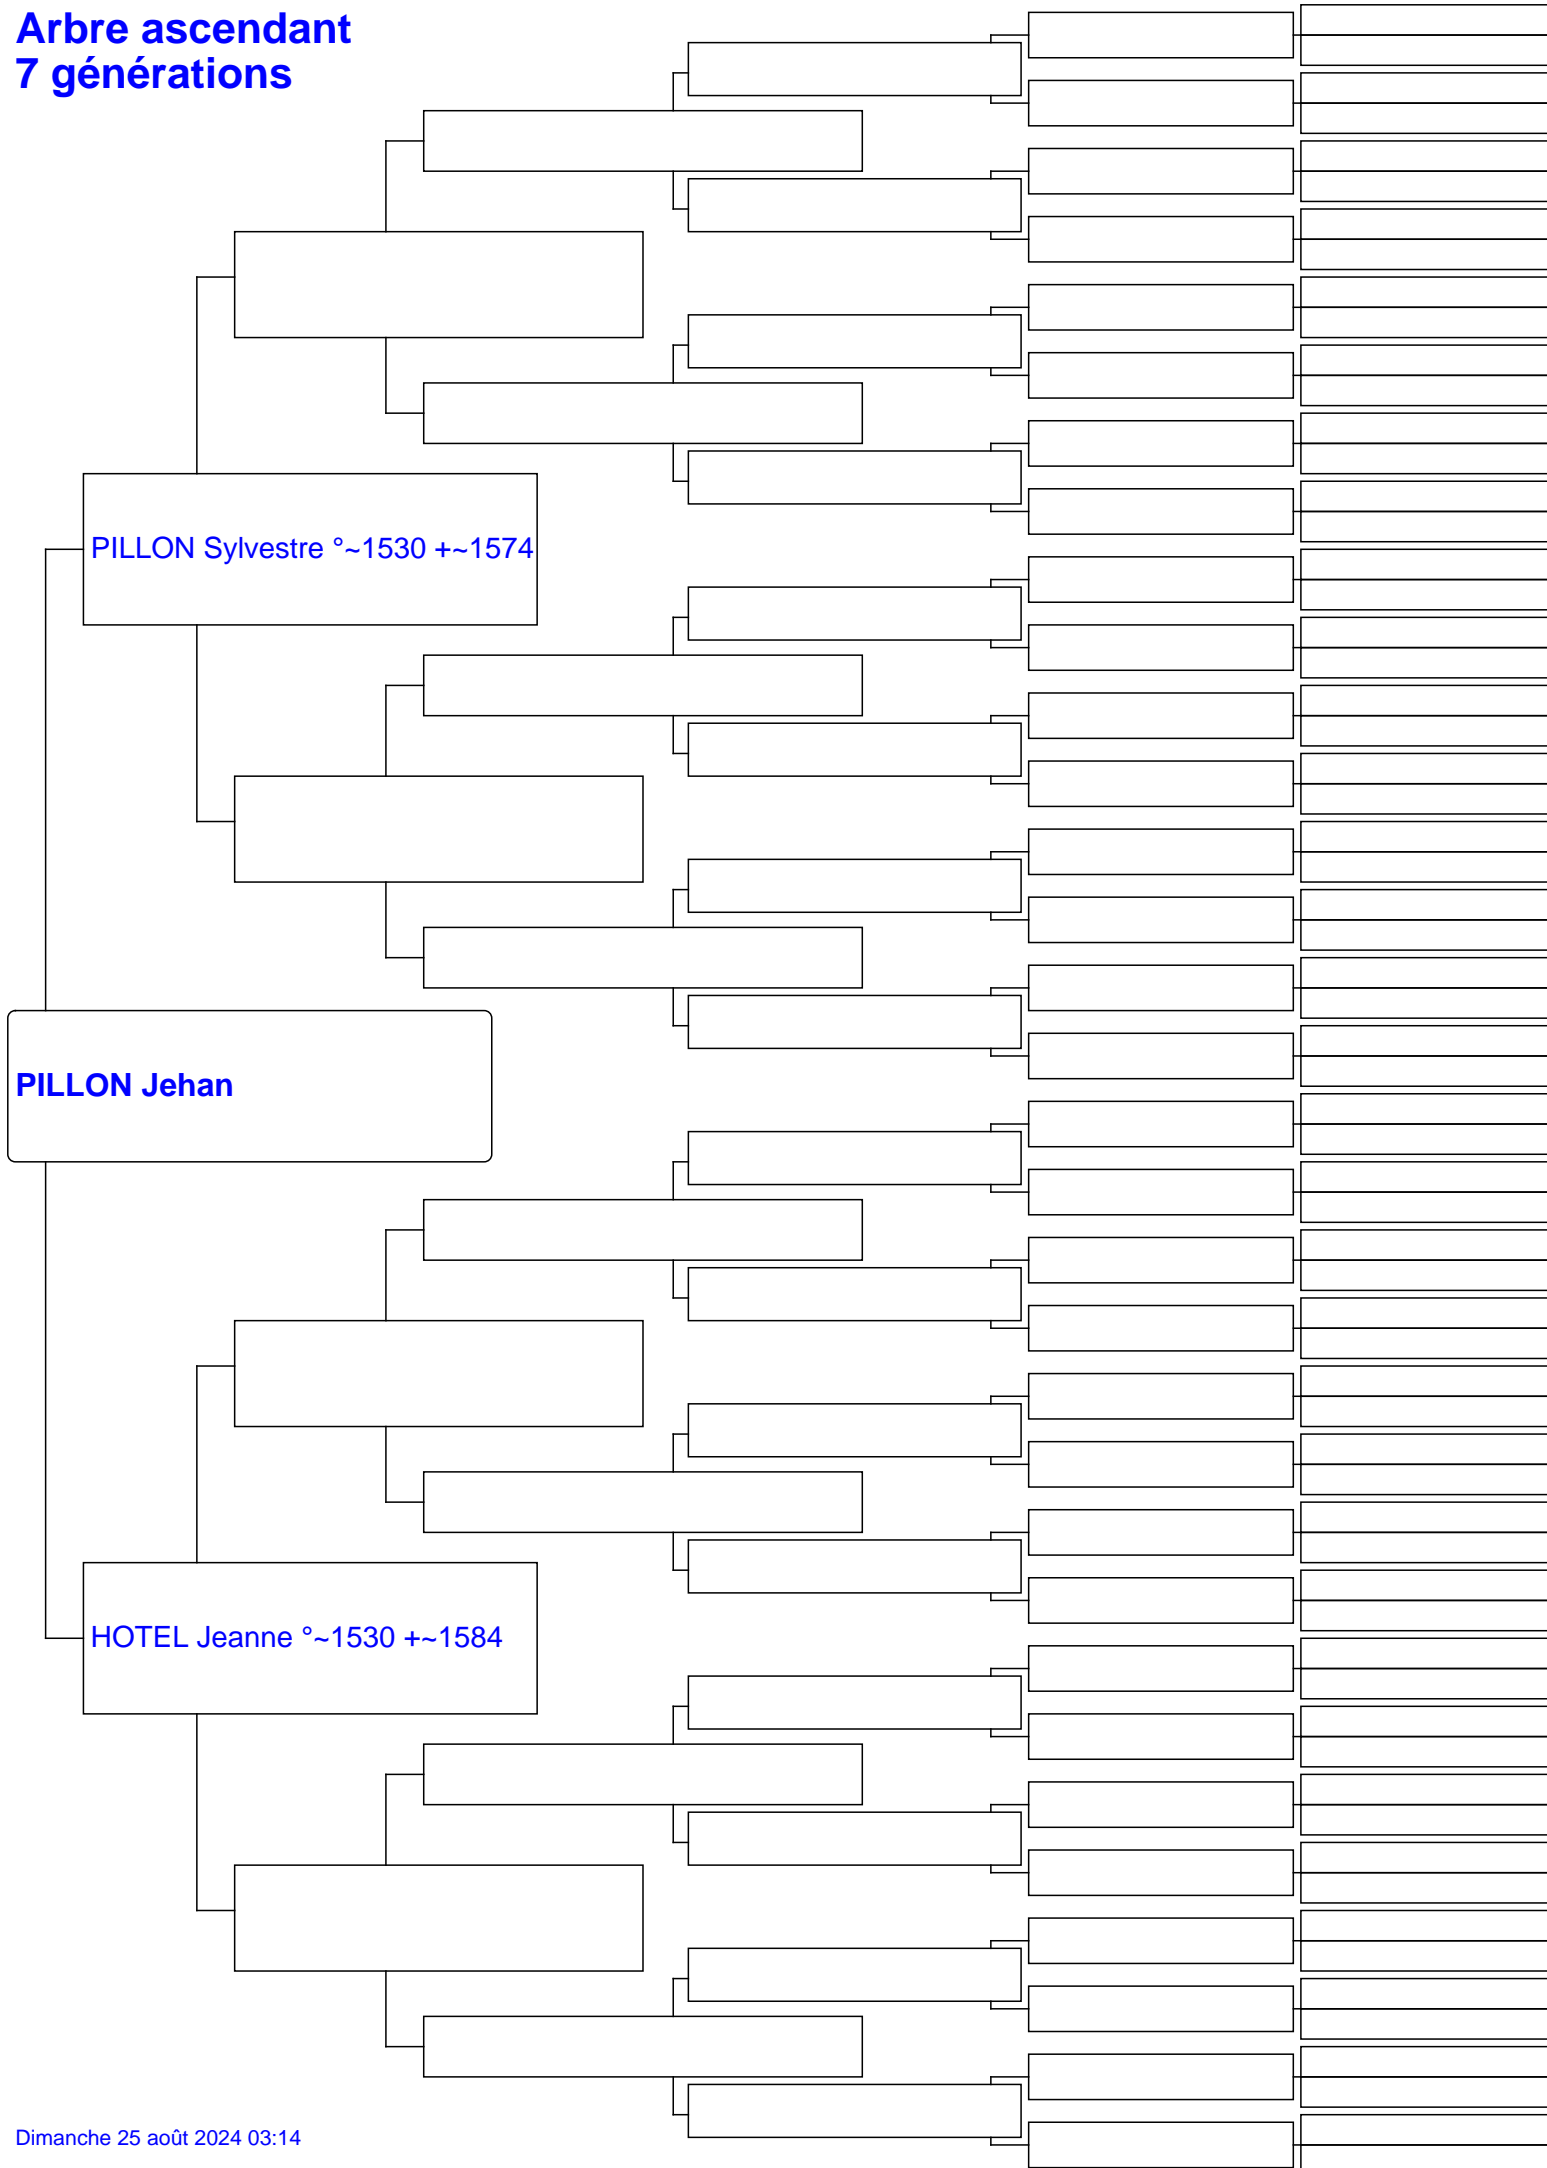 Arbre ascendant
7 générations
PILLON Sylvestre °~1530 +~1574
PILLON Jehan
HOTEL Jeanne °~1530 +~1584
Dimanche 25 août 2024 03:14